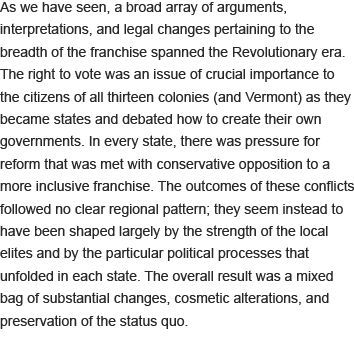 As we have seen, a broad array of arguments,
interpretations, and legal changes pertaining to the
breadth of the franchise spanned the Revolutionary era.
The right to vote was an issue of crucial importance to
the citizens of all thirteen colonies (and Vermont) as they
became states and debated how to create their own
governments. In every state, there was pressure for
reform that was met with conservative opposition to a
more inclusive franchise. The outcomes of these conflicts
followed no clear regional pattern; they seem instead to
have been shaped largely by the strength of the local
elites and by the particular political processes that
unfolded in each state. The overall result was a mixed
bag of substantial changes, cosmetic alterations, and
preservation of the status quo.